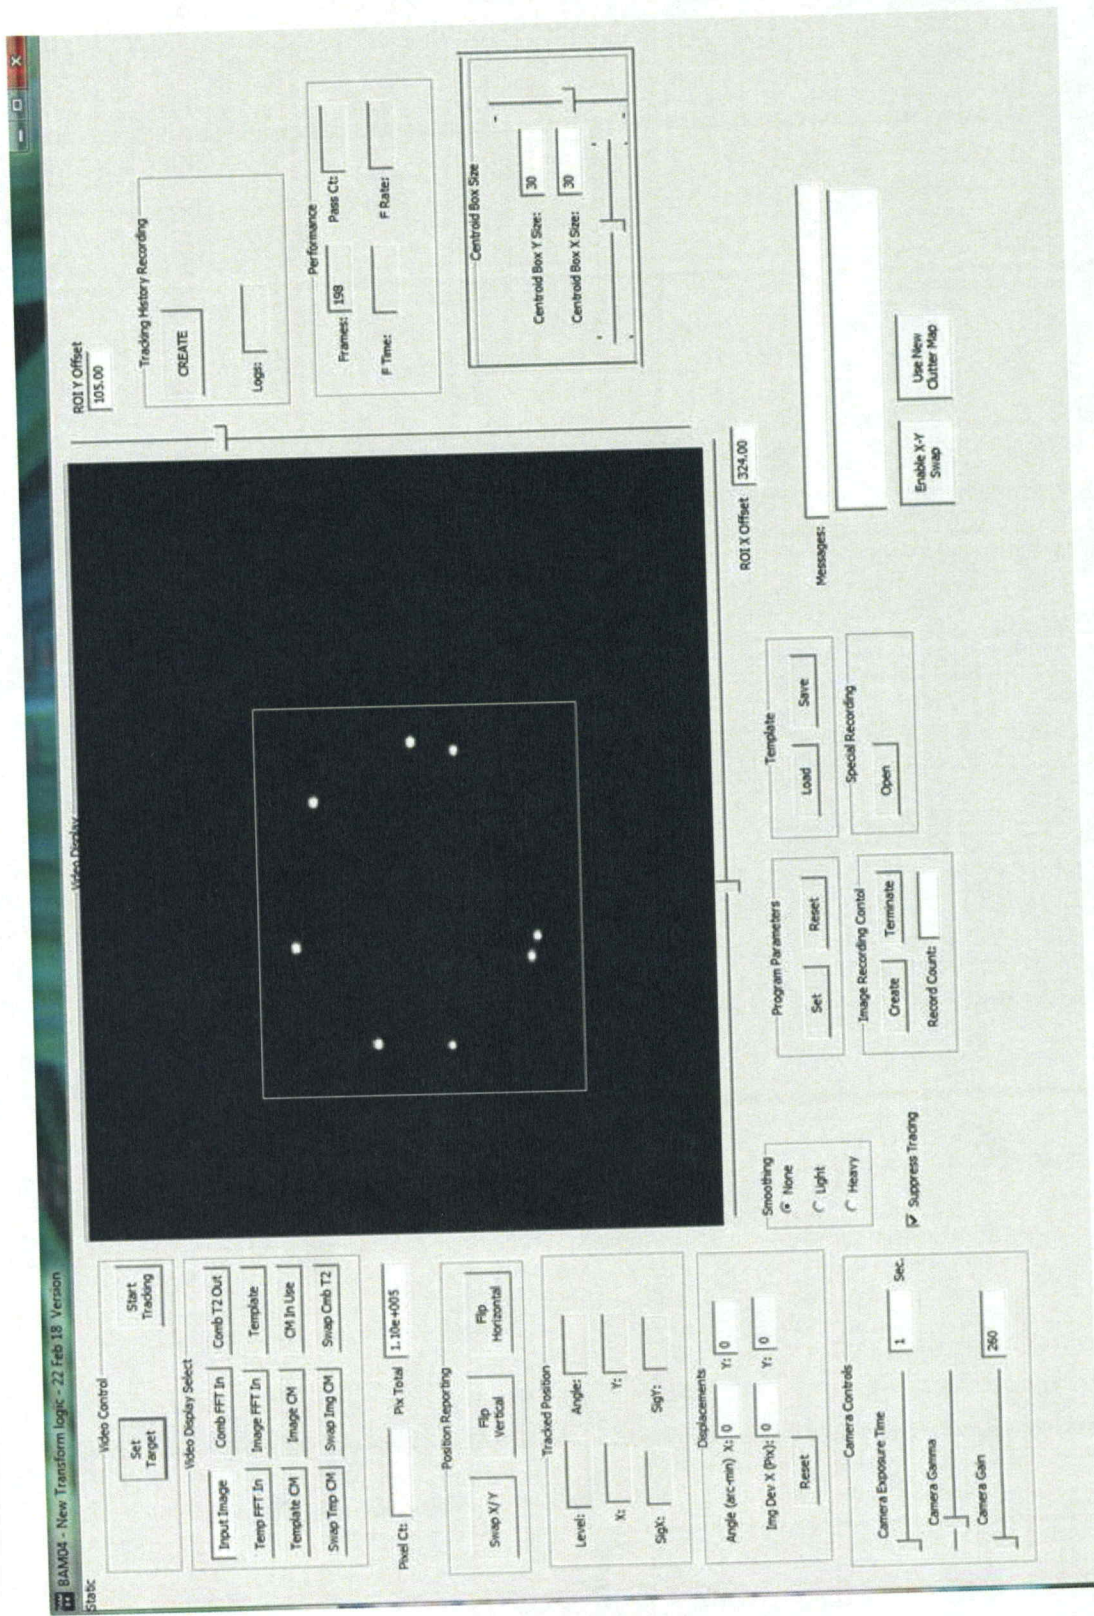 BAM04 - New Transform logic - 22 Feb 18 Version
Static
Video Control
Set
Target
Start
Tracking
Video Display Select
Input Image
Comb FFT In
Comb T2 Out
Temp FFT In
Image FFT In
Template
Template CM
Image CM
CM In Use
Swap Tmp CM
Swap Img CM
Swap Cmb T2
Pixel Ct:
Pix Total
1.10e+005
Position Reporting
Swap X/Y
Flip
Vertical
Flip
Horizontal
Tracked Position
Level:
Angle:
X:
Y:
SigX:
SigY:
Displacements
Angle (arc-min) X: 0
Y: 0
Img Dev X (Pix): 0
Y: 0
Reset
Camera Controls
Camera Exposure Time
1
Sec.
Camera Gamma
Camera Gain
260
Video Display
ROI Y Offset
105.00
ROI X Offset
324.00
Smoothing
None
Light
Heavy
Suppress Tracing
Program Parameters
Set
Reset
Image Recording Contol
Create
Terminate
Record Count:
Template
Load
Save
Special Recording
Open
Tracking History Recording
CREATE
Logs:
Performance
Frames: 198
Pass Ct:
F Time:
F Rate:
Centroid Box Size
Centroid Box Y Size: 30
Centroid Box X Size: 30
Messages:
Enable X-Y
Swap
Use New
Clutter Map